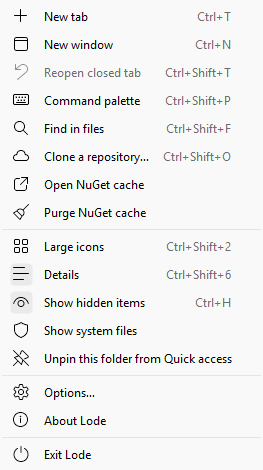 New tab Ctrl+T
New window Ctrl+N
Reopen closed tab Ctrl+Shift+T
Command palette Ctrl+Shift+P
Find in files Ctrl+Shift+F
Clone a repository... Ctrl+Shift+O
Open NuGet cache
Purge NuGet cache
Large icons Ctrl+Shift+2
Details Ctrl+Shift+6
Show hidden items Ctrl+H
Show system files
Unpin this folder from Quick access
Options...
About Lode
Exit Lode